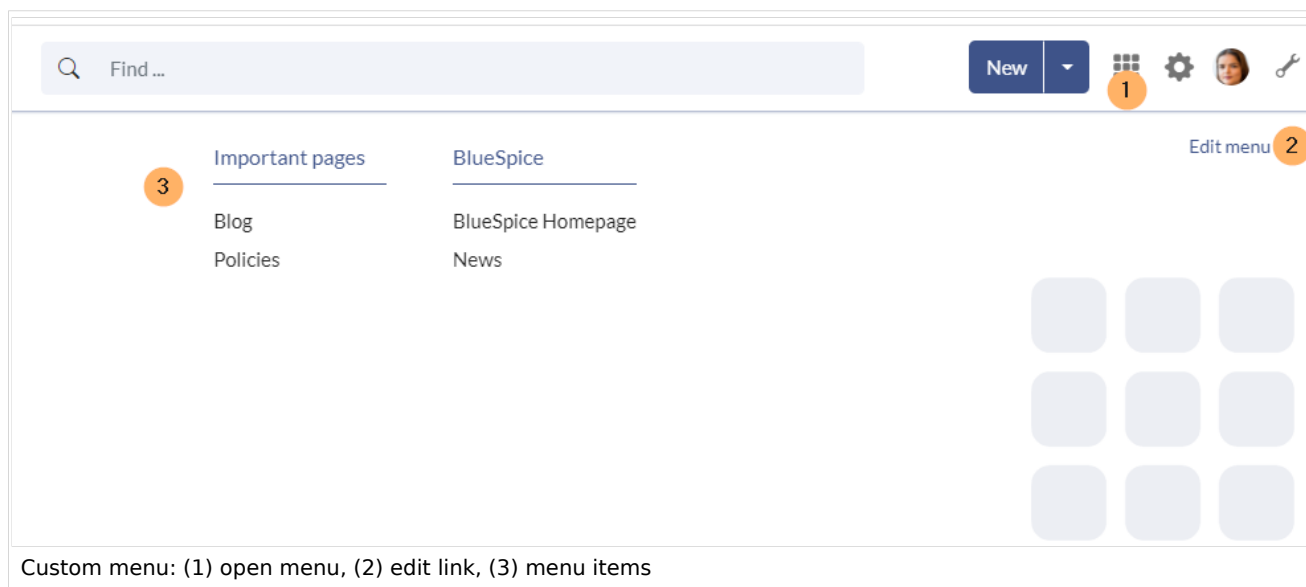 Find ...
New
1
Edit menu 2
Important pages BlueSpice
3
Blog BlueSpice Homepage
Policies News
Custom menu: (1) open menu, (2) edit link, (3) menu items